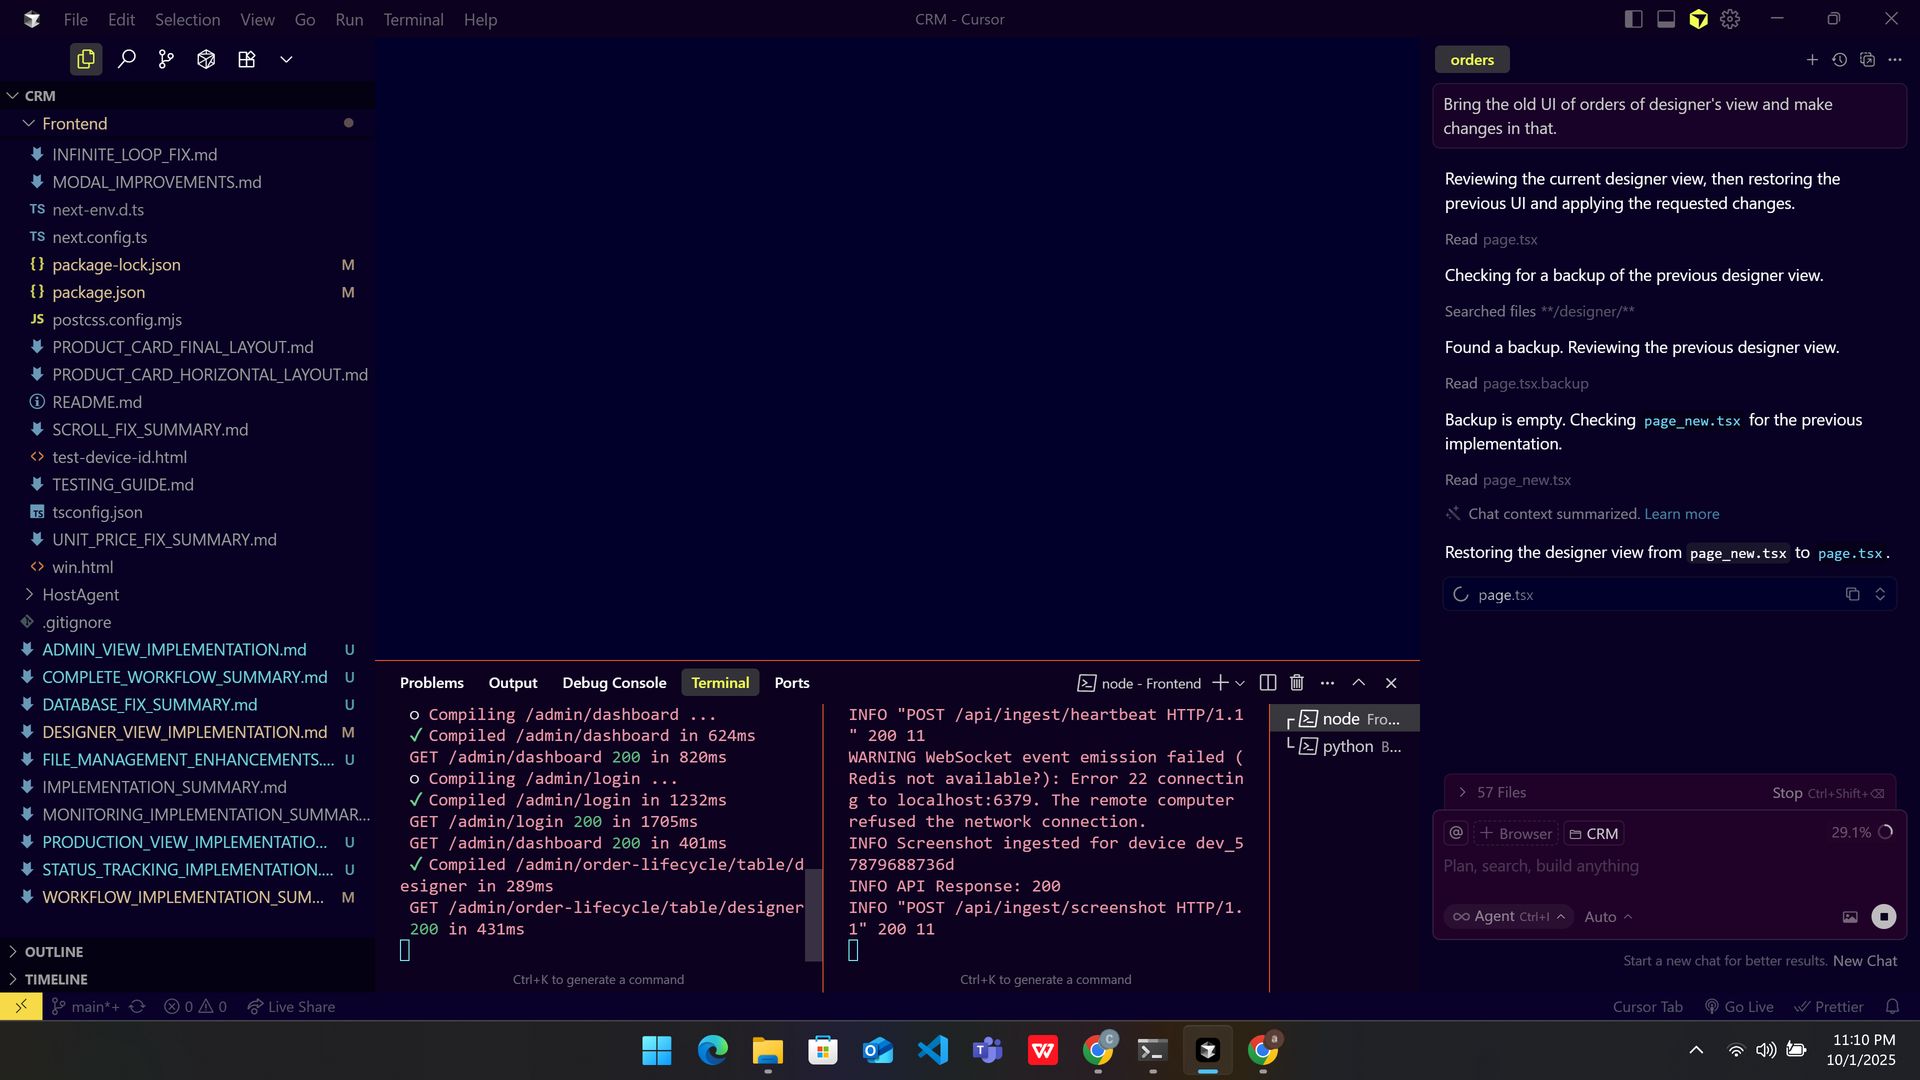 File Edit Selection View Go Run Terminal Help
CRM - Cursor
CRM
Frontend
INFINITE_LOOP_FIX.md
MODAL_IMPROVEMENTS.md
TS next-env.d.ts
TS next.config.ts
{} package-lock.json M
{} package.json M
JS postcss.config.mjs
PRODUCT_CARD_FINAL_LAYOUT.md
PRODUCT_CARD_HORIZONTAL_LAYOUT.md
README.md
SCROLL_FIX_SUMMARY.md
<> test-device-id.html
TESTING_GUIDE.md
TS tsconfig.json
UNIT_PRICE_FIX_SUMMARY.md
<> win.html
HostAgent
.gitignore
ADMIN_VIEW_IMPLEMENTATION.md U
COMPLETE_WORKFLOW_SUMMARY.md U
DATABASE_FIX_SUMMARY.md U
DESIGNER_VIEW_IMPLEMENTATION.md M
FILE_MANAGEMENT_ENHANCEMENTS.... U
IMPLEMENTATION_SUMMARY.md
MONITORING_IMPLEMENTATION_SUMMAR...
PRODUCTION_VIEW_IMPLEMENTATIO... U
STATUS_TRACKING_IMPLEMENTATION.... U
WORKFLOW_IMPLEMENTATION_SUM... M
OUTLINE
TIMELINE
Problems Output Debug Console Terminal Ports
node - Frontend
○ Compiling /admin/dashboard ...
✓ Compiled /admin/dashboard in 624ms
GET /admin/dashboard 200 in 820ms
○ Compiling /admin/login ...
✓ Compiled /admin/login in 1232ms
GET /admin/login 200 in 1705ms
GET /admin/dashboard 200 in 401ms
✓ Compiled /admin/order-lifecycle/table/d
esigner in 289ms
GET /admin/order-lifecycle/table/designer
200 in 431ms
Ctrl+K to generate a command
INFO "POST /api/ingest/heartbeat HTTP/1.1
" 200 11
WARNING WebSocket event emission failed (
Redis not available?): Error 22 connectin
g to localhost:6379. The remote computer
refused the network connection.
INFO Screenshot ingested for device dev_5
78796887​36d
INFO API Response: 200
INFO "POST /api/ingest/screenshot HTTP/1.
1" 200 11
Ctrl+K to generate a command
node Fro...
python B...
orders
Bring the old UI of orders of designer's view and make
changes in that.
Reviewing the current designer view, then restoring the
previous UI and applying the requested changes.
Read page.tsx
Checking for a backup of the previous designer view.
Searched files **/designer/**
Found a backup. Reviewing the previous designer view.
Read page.tsx.backup
Backup is empty. Checking page_new.tsx for the previous
implementation.
Read page_new.tsx
Chat context summarized. Learn more
Restoring the designer view from page_new.tsx to page.tsx.
page.tsx
57 Files
Stop Ctrl+Shift+⌫
@ + Browser CRM 29.1%
Plan, search, build anything
∞ Agent Ctrl+I Auto
Start a new chat for better results. New Chat
main*+ 0 0 Live Share
Cursor Tab Go Live Prettier
11:10 PM
10/1/2025